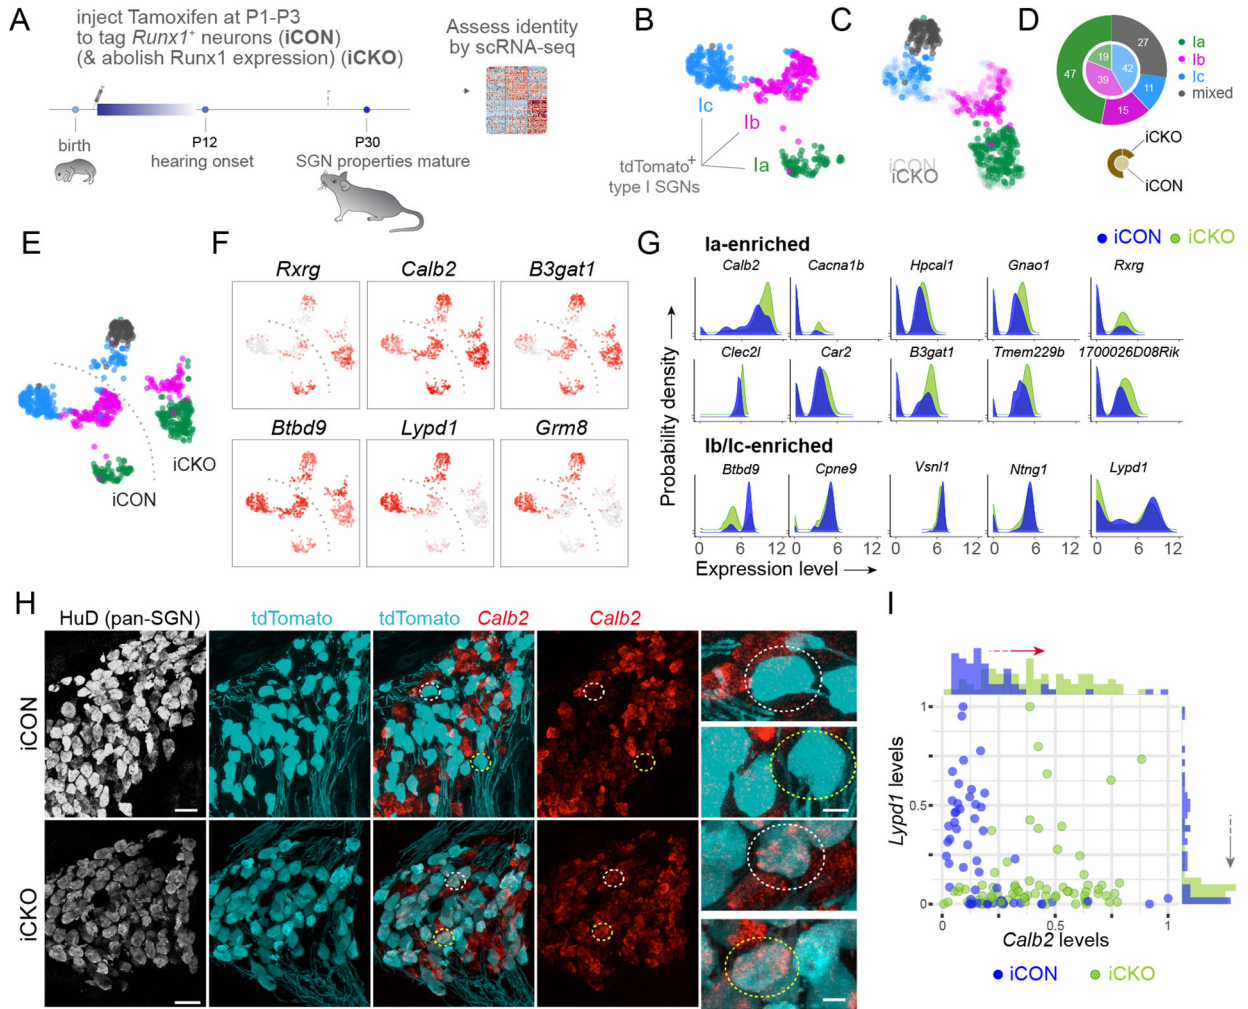 A
inject Tamoxifen at P1-P3
to tag Runx1+ neurons (iCON)
(& abolish Runx1 expression) (iCKO)
Assess identity
by scRNA-seq
birth
P12
hearing onset
P30
SGN properties mature
B
Ic
Ib
Ia
tdTomato+
type I SGNs
C
iCON
iCKO
D
27
19
42
47
39
11
15
Ia
Ib
Ic
mixed
iCKO
iCON
E
iCKO
iCON
F
Rxrg
Calb2
B3gat1
Btbd9
Lypd1
Grm8
G
Ia-enriched
iCON
iCKO
Calb2
Cacna1b
Hpcal1
Gnao1
Rxrg
Clec2l
Car2
B3gat1
Tmem229b
1700026D08Rik
Probability density
Ib/Ic-enriched
Btbd9
Cpne9
Vsnl1
Ntng1
Lypd1
0 6 12 0 6 12 0 6 12 0 6 12 0 6 12
Expression level
H
HuD (pan-SGN)
tdTomato
tdTomato Calb2
Calb2
iCON
iCKO
I
1
0.5
0
Lypd1 levels
0 0.5 1
Calb2 levels
iCON
iCKO